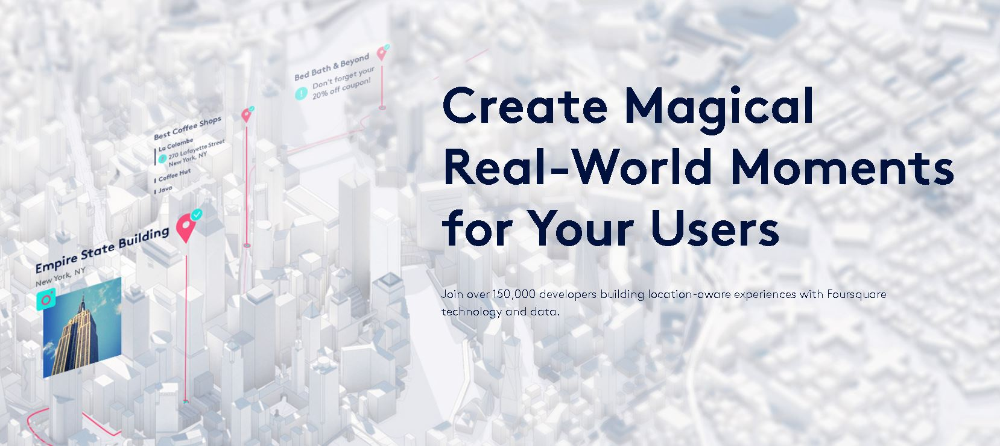 Bed Bath & Beyond
Don't forget your
20% off coupon!
Best Coffee Shops
La Colombe
270 Lafayette Street
New York, NY
Coffee Hut
Java
Empire State Building
New York, NY
Create Magical
Real-World Moments
for Your Users
Join over 150,000 developers building location-aware experiences with Foursquare
technology and data.